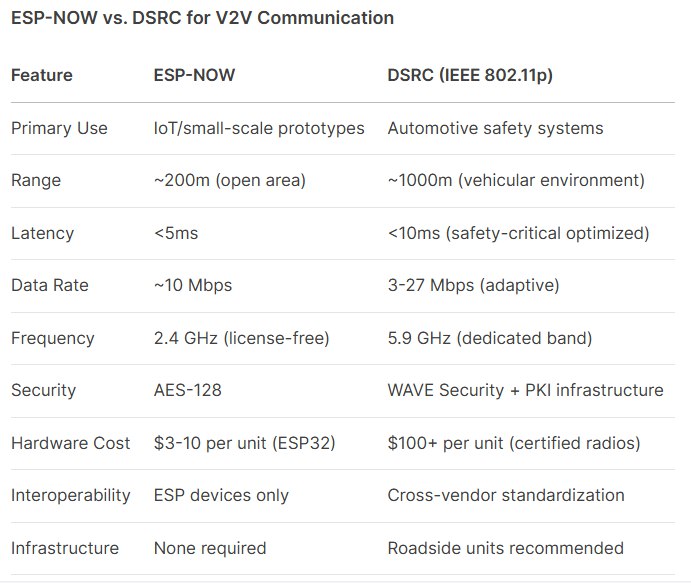 ESP-NOW vs. DSRC for V2V Communication
Feature ESP-NOW DSRC (IEEE 802.11p)
Primary Use IoT/small-scale prototypes Automotive safety systems
Range ~200m (open area) ~1000m (vehicular environment)
Latency <5ms <10ms (safety-critical optimized)
Data Rate ~10 Mbps 3-27 Mbps (adaptive)
Frequency 2.4 GHz (license-free) 5.9 GHz (dedicated band)
Security AES-128 WAVE Security + PKI infrastructure
Hardware Cost $3-10 per unit (ESP32) $100+ per unit (certified radios)
Interoperability ESP devices only Cross-vendor standardization
Infrastructure None required Roadside units recommended